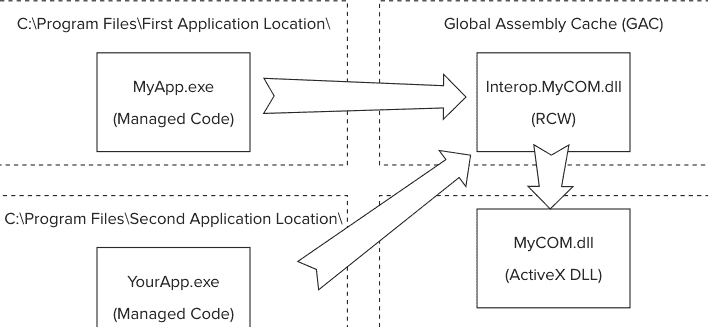 C:\Program Files\First Application Location\
MyApp.exe
(Managed Code)
Global Assembly Cache (GAC)
Interop.MyCOM.dll
(RCW)
C:\Program Files\Second Application Location\
YourApp.exe
(Managed Code)
MyCOM.dll
(ActiveX DLL)